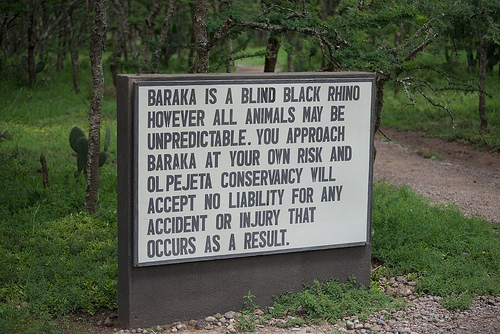 BARAKA IS A BLIND BLACK RHINO
HOWEVER ALL ANIMALS MAY BE
UNPREDICTABLE. YOU APPROACH
BARAKA AT YOUR OWN RISK AND
OL PEJETA CONSERVANCY WILL
ACCEPT NO LIABILITY FOR ANY
ACCIDENT OR INJURY THAT
OCCURS AS A RESULT.